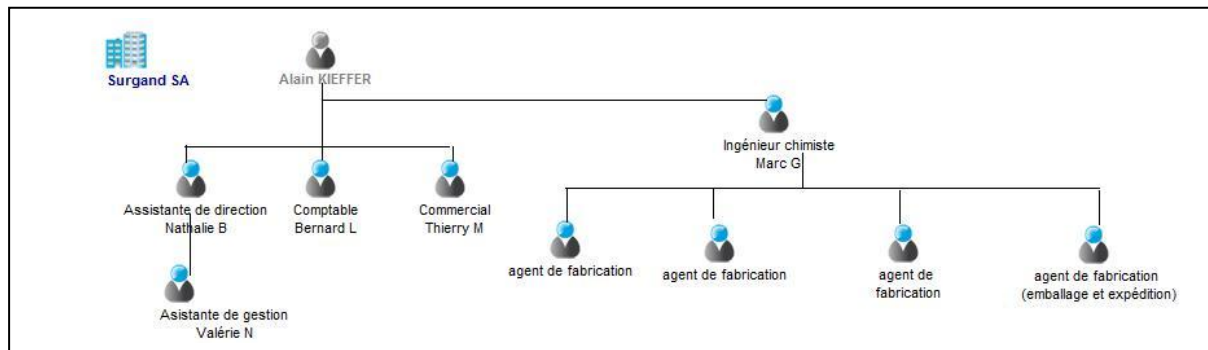 Surgand SA
Alain KIEFFER
Ingénieur chimiste
Marc G
Assistante de direction
Nathalie B
Comptable
Bernard L
Commercial
Thierry M
agent de fabrication
agent de fabrication
agent de
fabrication
agent de fabrication
(emballage et expédition)
Asistante de gestion
Valérie N